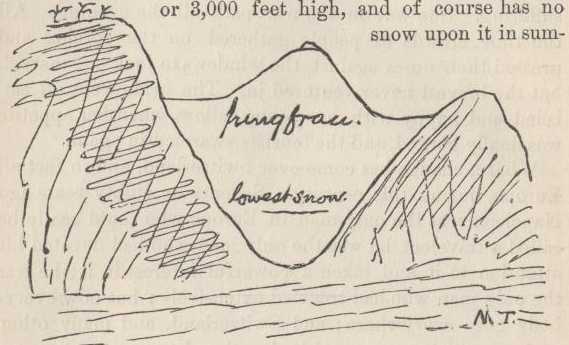 or 3,000 feet high, and of course has no
snow upon it in sum-
Jungfrau.
lowest snow.
M.T.